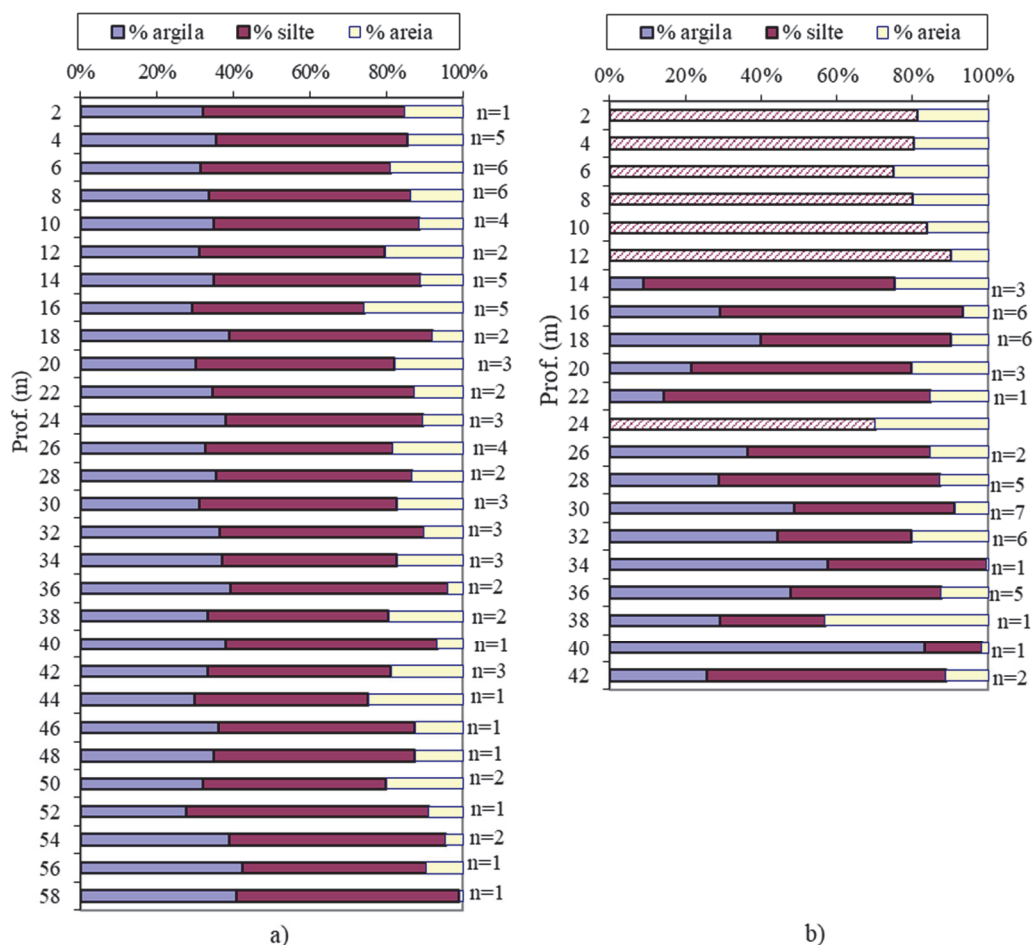 % argila % silte % areia
0% 20% 40% 60% 80% 100%
Prof. (m)
2 n=1
4 n=5
6 n=6
8 n=6
10 n=4
12 n=2
14 n=5
16 n=5
18 n=2
20 n=3
22 n=2
24 n=3
26 n=4
28 n=2
30 n=3
32 n=3
34 n=3
36 n=2
38 n=2
40 n=1
42 n=3
44 n=1
46 n=1
48 n=1
50 n=2
52 n=1
54 n=2
56 n=1
58 n=1
a)
% argila % silte % areia
0% 20% 40% 60% 80% 100%
Prof. (m)
2
4
6
8
10
12
14 n=3
16 n=6
18 n=6
20 n=3
22 n=1
24
26 n=2
28 n=5
30 n=7
32 n=6
34 n=1
36 n=5
38 n=1
40 n=1
42 n=2
b)